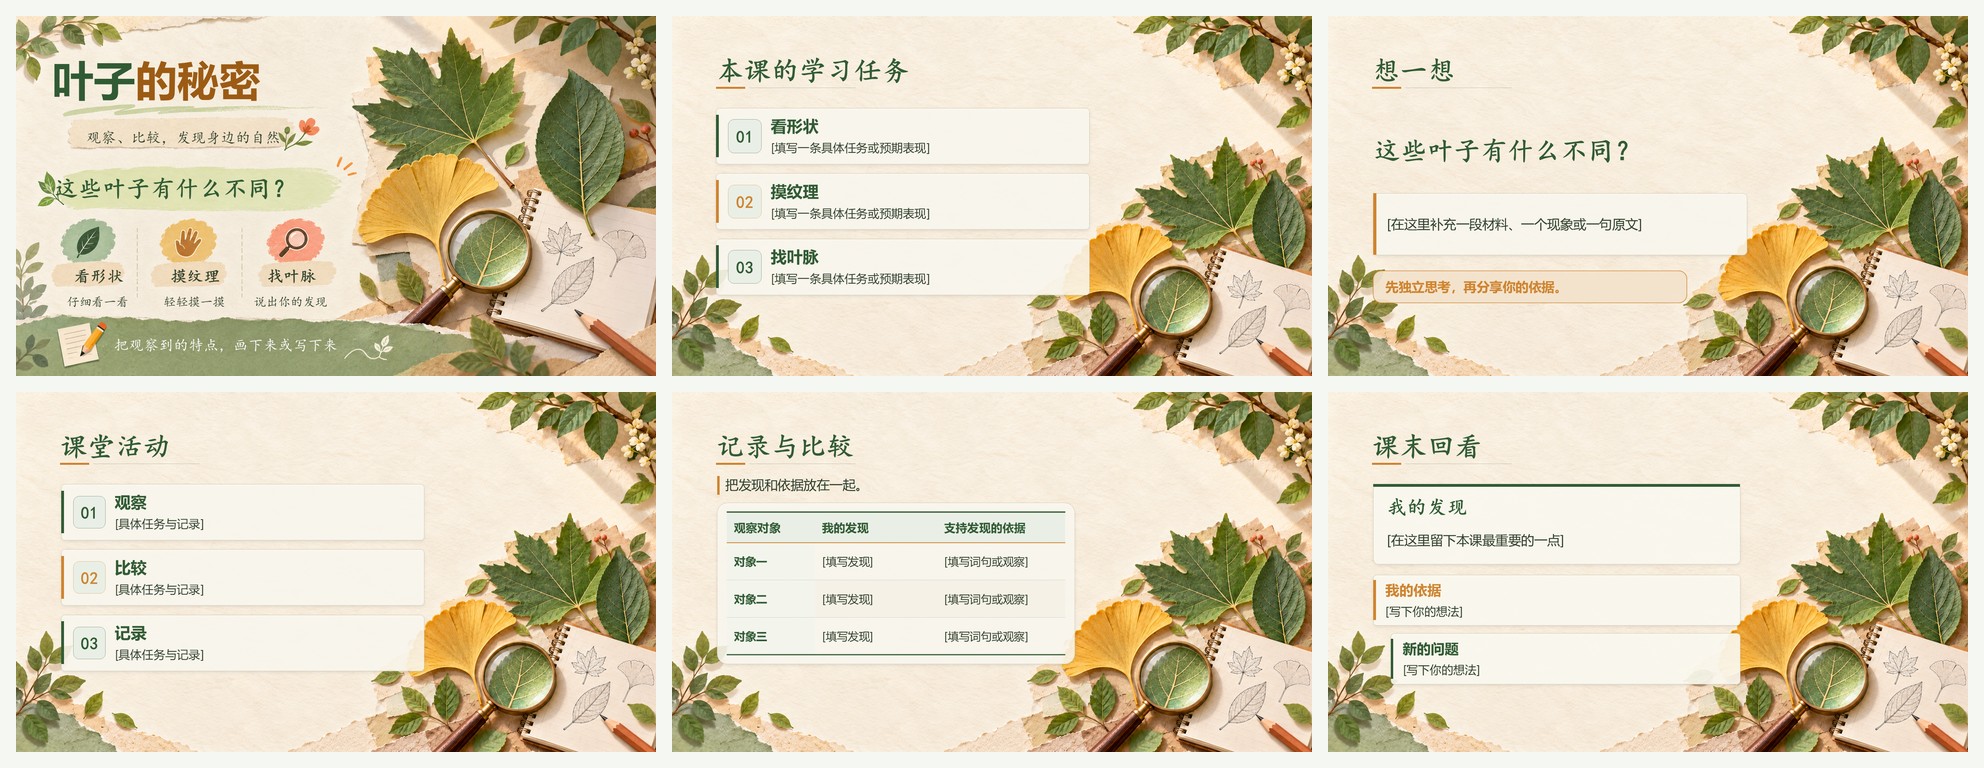 叶子的秘密
观察、比较，发现身边的自然
这些叶子有什么不同？
看形状
摸纹理
找叶脉
仔细看一看
轻轻摸一摸
说出你的发现
把观察到的特点，画下来或写下来
本课的学习任务
01
看形状
[填写一条具体任务或预期表现]
02
摸纹理
[填写一条具体任务或预期表现]
03
找叶脉
[填写一条具体任务或预期表现]
想一想
这些叶子有什么不同？
[在这里补充一段材料、一个现象或一句原文]
先独立思考，再分享你的依据。
课堂活动
01
观察
[具体任务与记录]
02
比较
[具体任务与记录]
03
记录
[具体任务与记录]
记录与比较
把发现和依据放在一起。
观察对象 我的发现 支持发现的依据
对象一 [填写发现] [填写词句或观察]
对象二 [填写发现] [填写词句或观察]
对象三 [填写发现] [填写词句或观察]
课末回看
我的发现
[在这里留下本课最重要的一点]
我的依据
[写下你的想法]
新的问题
[写下你的想法]